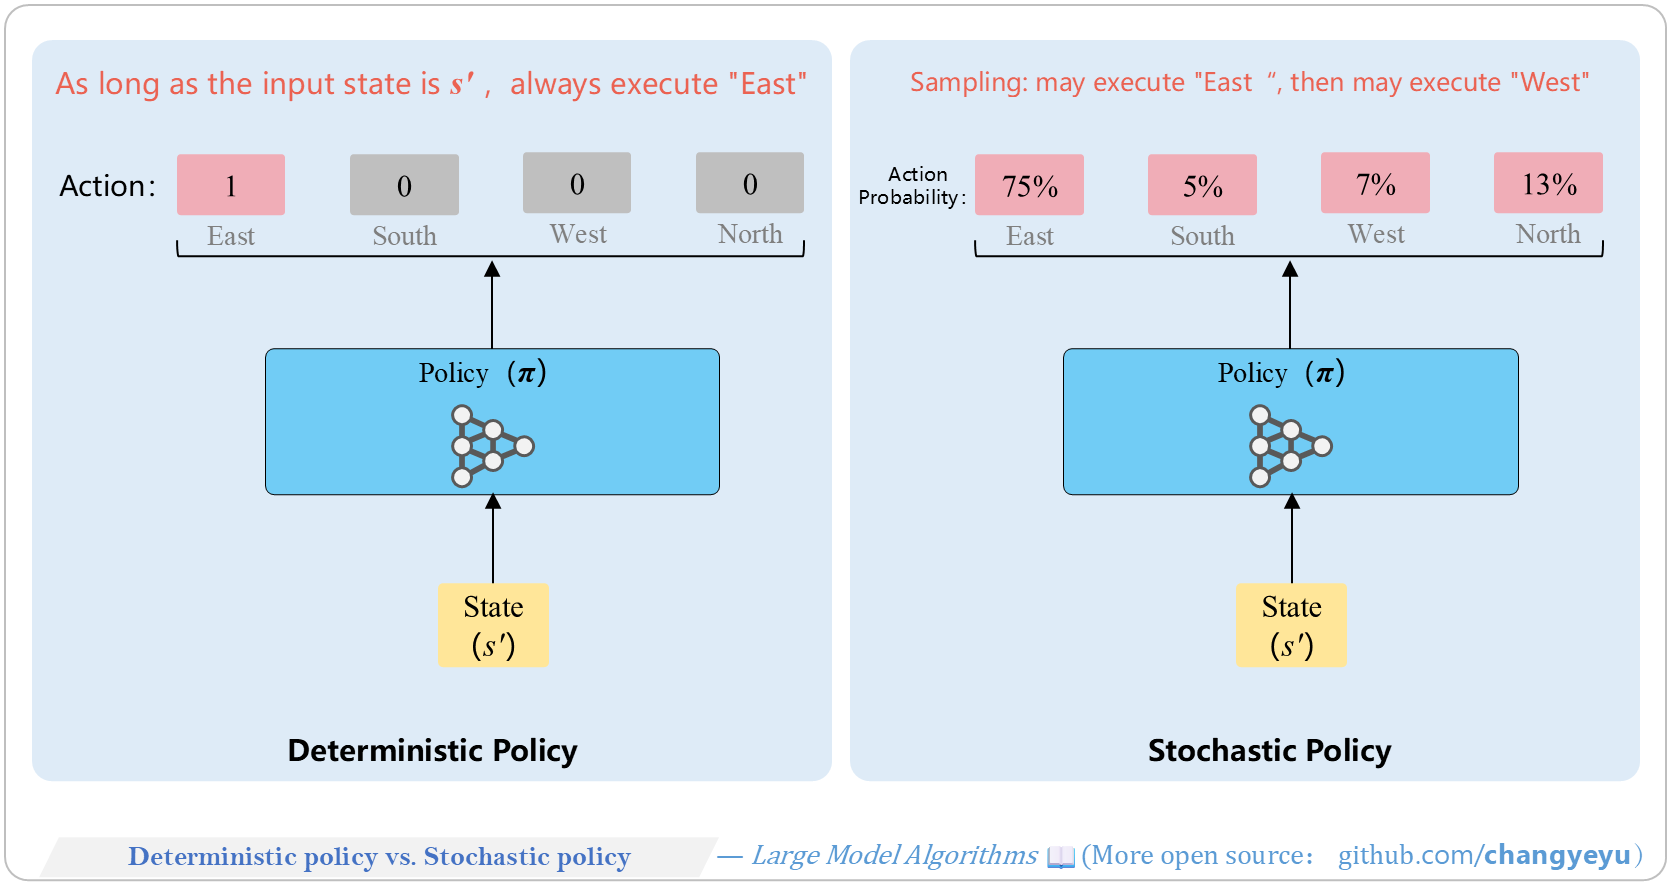 As long as the input state is s′ , always execute "East"
Action:
1
0
0
0
East
South
West
North
Policy (π)
State
(s′)
Deterministic Policy
Sampling: may execute "East “, then may execute "West"
Action
Probability:
75%
5%
7%
13%
East
South
West
North
Policy (π)
State
(s′)
Stochastic Policy
Deterministic policy vs. Stochastic policy — Large Model Algorithms 📖 (More open source： github.com/changyeyu）